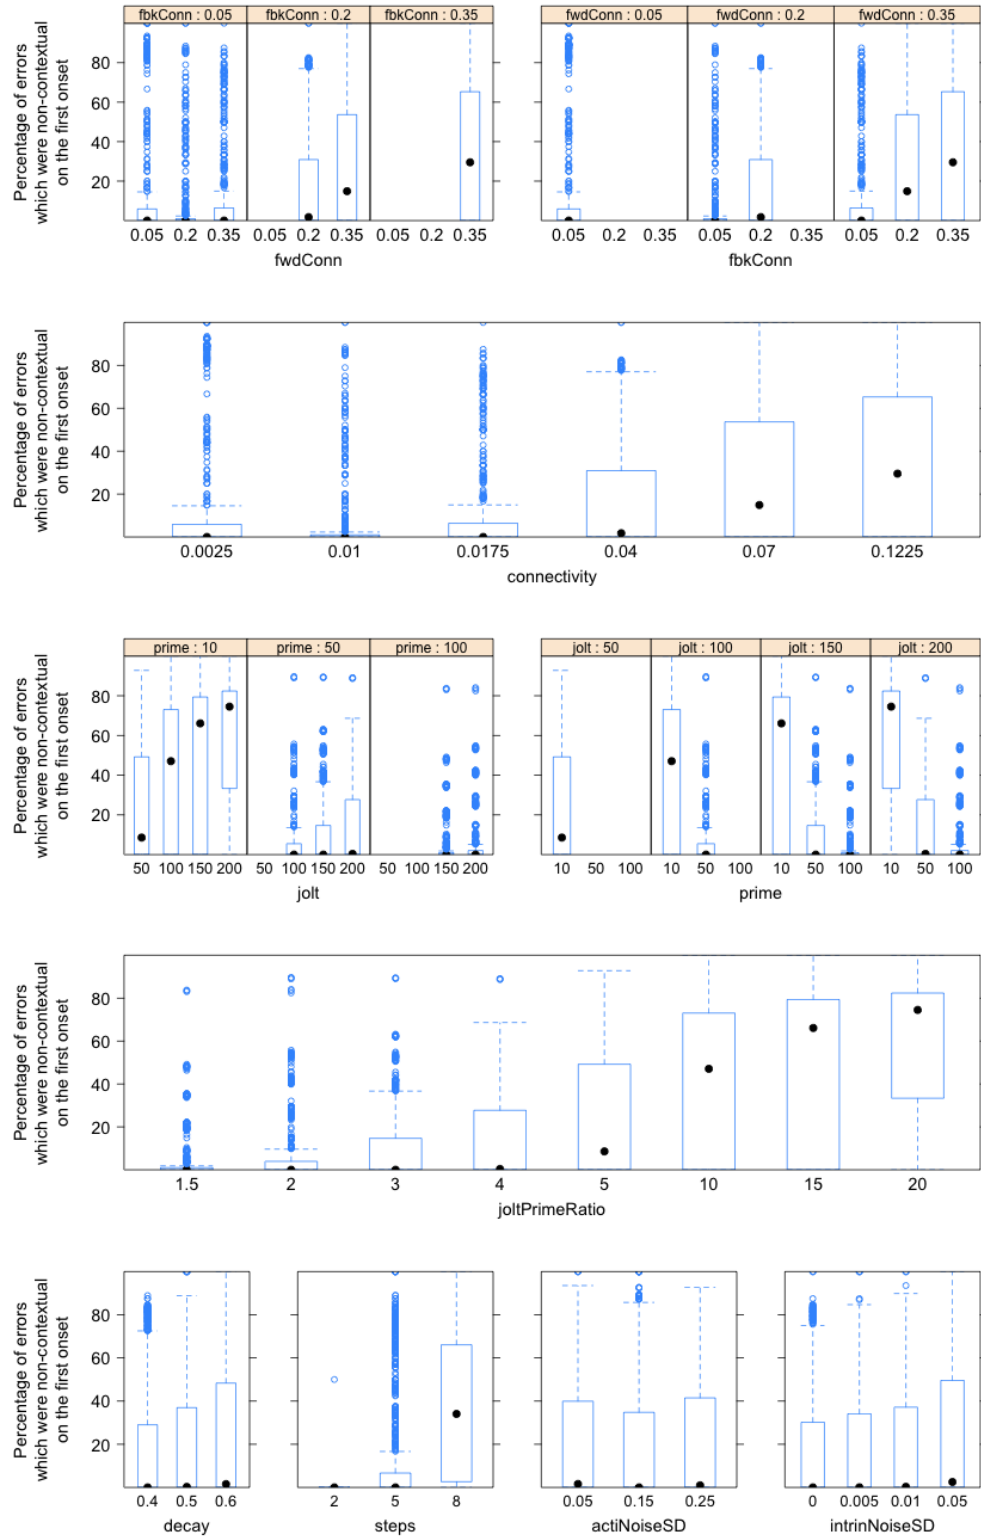 fbkConn : 0.05 fbkConn : 0.2 fbkConn : 0.35 fwdConn : 0.05 fwdConn : 0.2 fwdConn : 0.35
Percentage of errors
which were non-contextual
on the first onset
80
60
40
20
0.05 0.2 0.35 0.05 0.2 0.35 0.05 0.2 0.35 0.05 0.2 0.35 0.05 0.2 0.35 0.05 0.2 0.35
fwdConn fbkConn
Percentage of errors
which were non-contextual
on the first onset
80
60
40
20
0.0025 0.01 0.0175 0.04 0.07 0.1225
connectivity
prime : 10 prime : 50 prime : 100 jolt : 50 jolt : 100 jolt : 150 jolt : 200
Percentage of errors
which were non-contextual
on the first onset
80
60
40
20
50 100 150 200 50 100 150 200 50 100 150 200 10 50 100 10 50 100 10 50 100 10 50 100
jolt prime
Percentage of errors
which were non-contextual
on the first onset
80
60
40
20
1.5 2 3 4 5 10 15 20
joltPrimeRatio
Percentage of errors
which were non-contextual
on the first onset
80
60
40
20
0.4 0.5 0.6 2 5 8 0.05 0.15 0.25 0 0.005 0.01 0.05
decay steps actiNoiseSD intrinNoiseSD